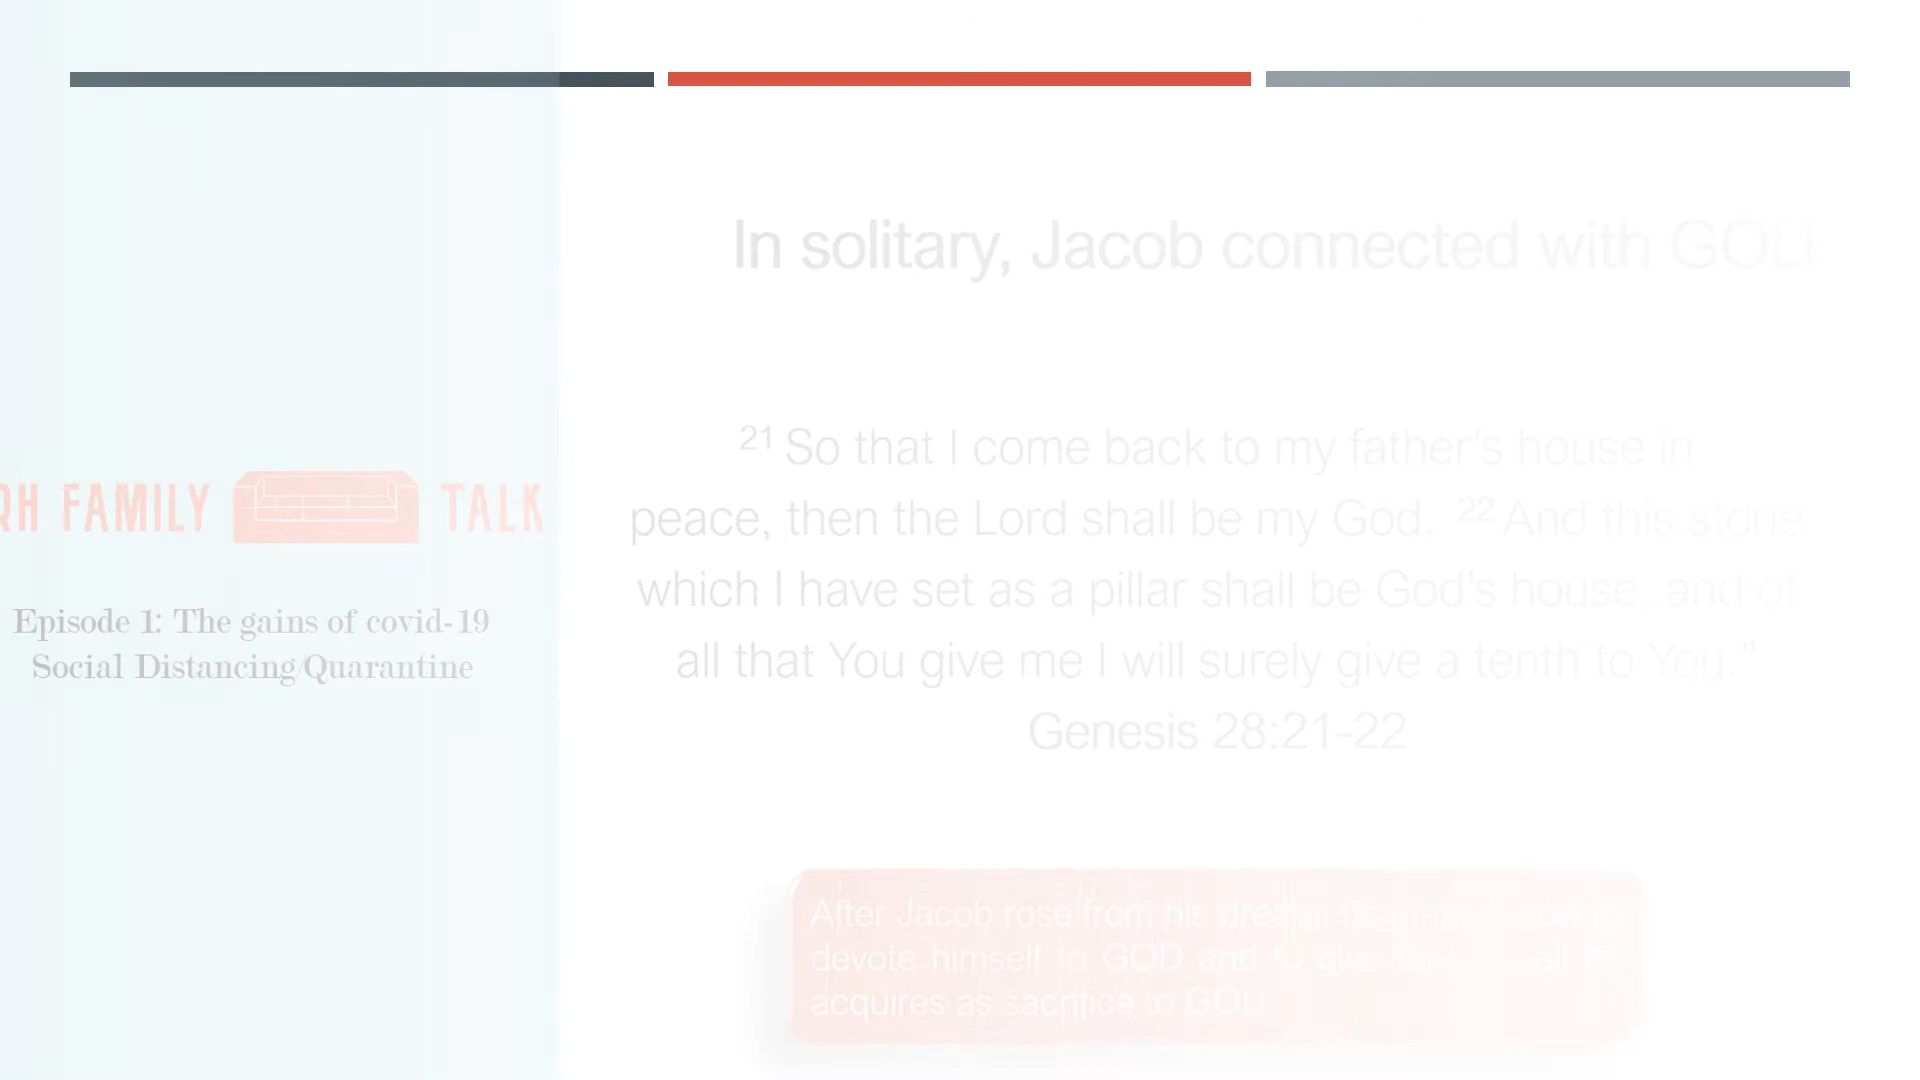 In solitary, Jacob connected with GOD
21 So that I come back to my father's house in
peace, then the Lord shall be my God. 22 And this stone
which I have set as a pillar shall be God's house, and of
all that You give me I will surely give a tenth to You."
Genesis 28:21-22
RH FAMILY TALK
Episode 1: The gains of covid-19
Social Distancing/Quarantine
After Jacob rose from his dream
devote himself to GOD and to give all he
acquires as sacrifice to GOD